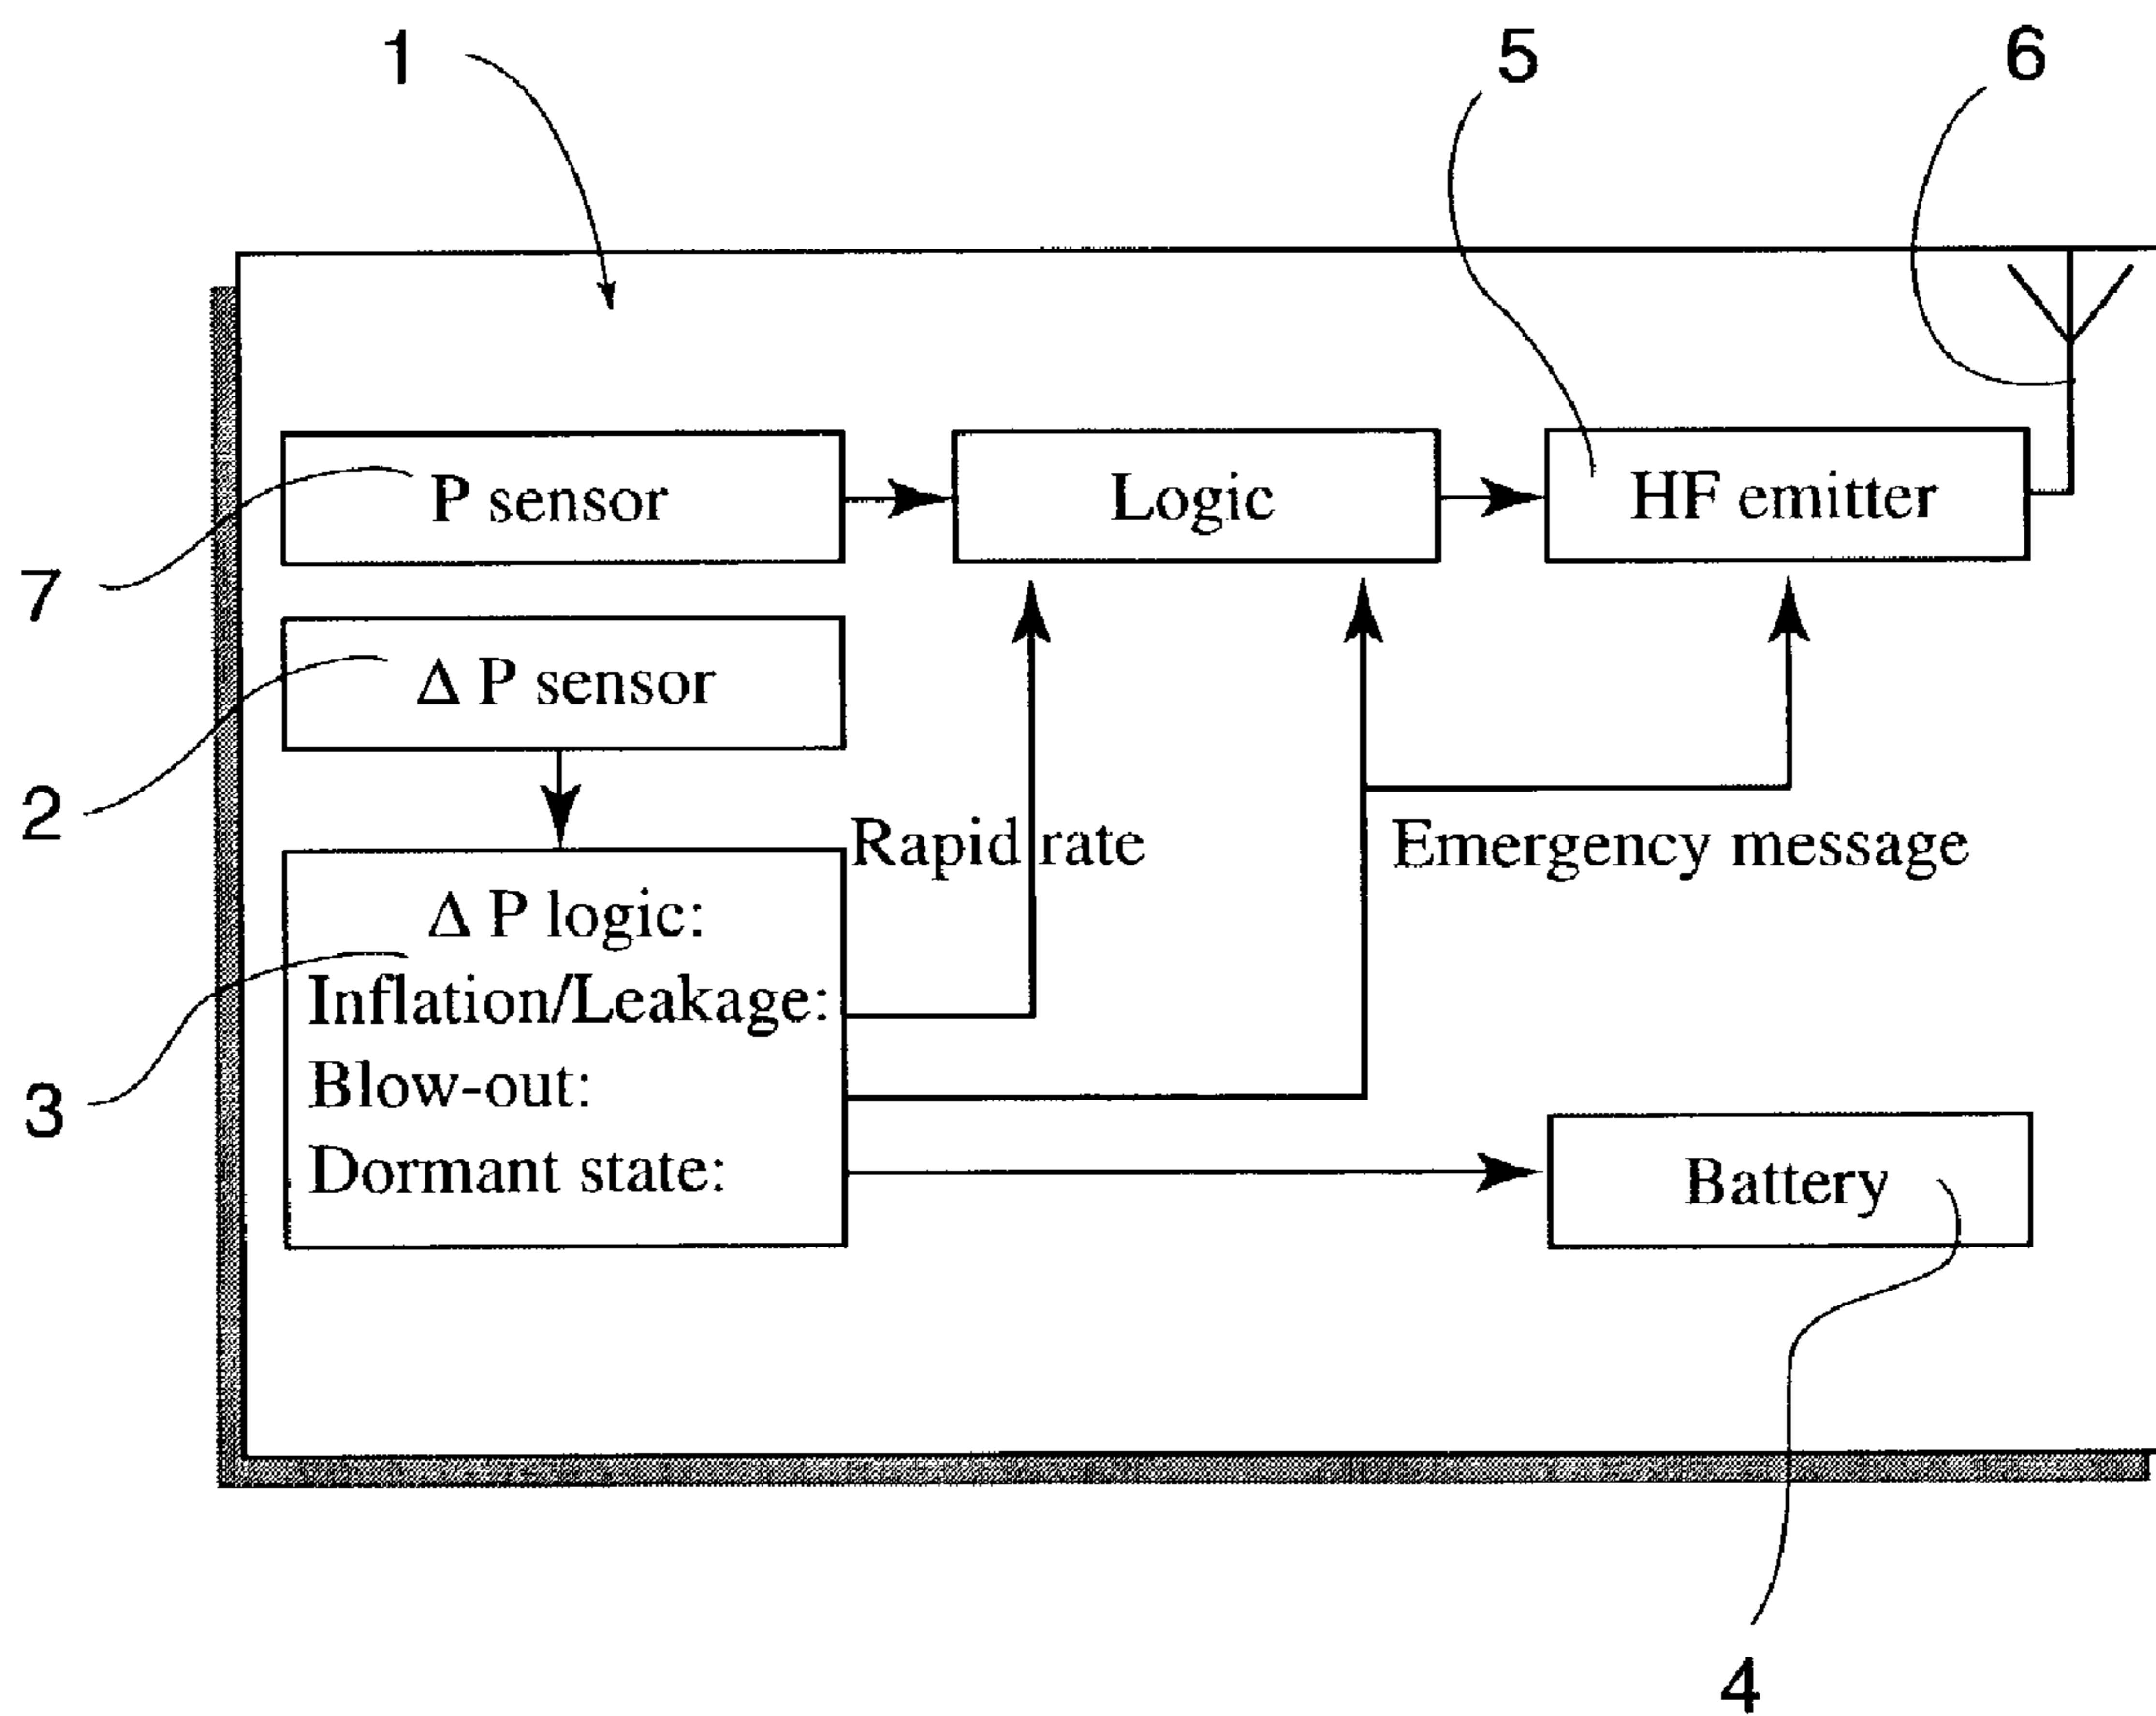 1
5
6
P sensor
Logic
HF emitter
7
Δ P sensor
2
Rapid rate
Emergency message
Δ P logic:
Inflation/Leakage:
Blow-out:
Dormant state:
3
Battery
4